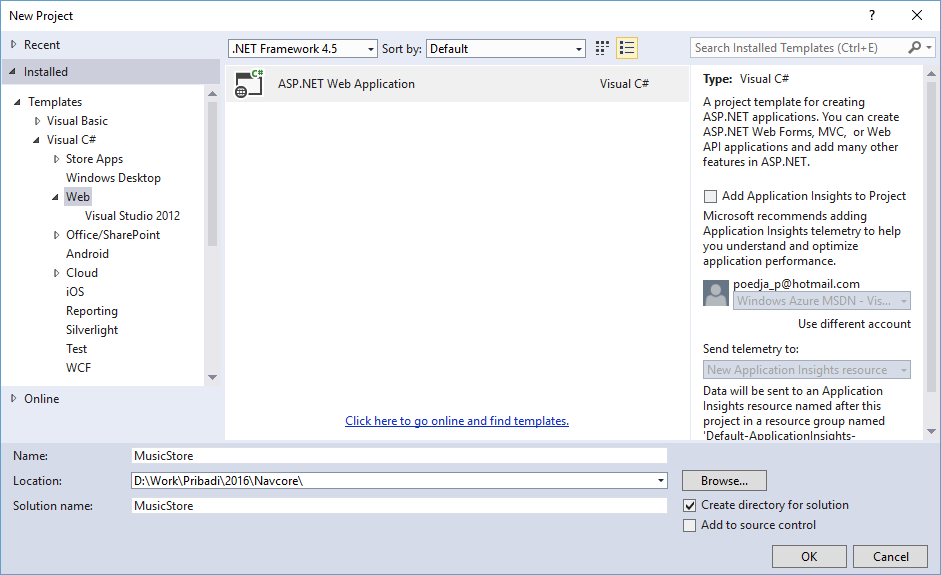 New Project
?
Recent
.NET Framework 4.5 Sort by: Default
Search Installed Templates (Ctrl+E)
Installed
Templates
Visual Basic
Visual C#
Store Apps
Windows Desktop
Web
Visual Studio 2012
Office/SharePoint
Android
Cloud
iOS
Reporting
Silverlight
Test
WCF
Online
C#
ASP.NET Web Application Visual C#
Click here to go online and find templates.
Type: Visual C#
A project template for creating
ASP.NET applications. You can create
ASP.NET Web Forms, MVC, or Web
API applications and add many other
features in ASP.NET.
Add Application Insights to Project
Microsoft recommends adding
Application Insights telemetry to help
you understand and optimize
application performance.
poedja_p@hotmail.com
Windows Azure MSDN - Vis...
Use different account
Send telemetry to:
New Application Insights resource
Data will be sent to an Application
Insights resource named after this
project in a resource group named
'Default-ApplicationInsights-
Name: MusicStore
Location: D:\Work\Pribadi\2016\Navcore\
Browse...
Solution name: MusicStore
Create directory for solution
Add to source control
OK Cancel